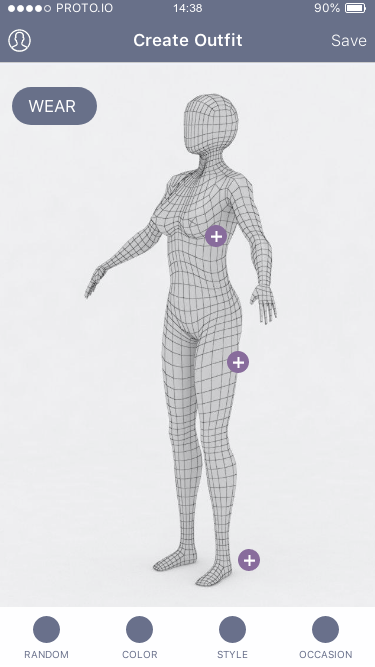 PROTO.IO 14:38 90%
Create Outfit Save
WEAR
RANDOM COLOR STYLE OCCASION